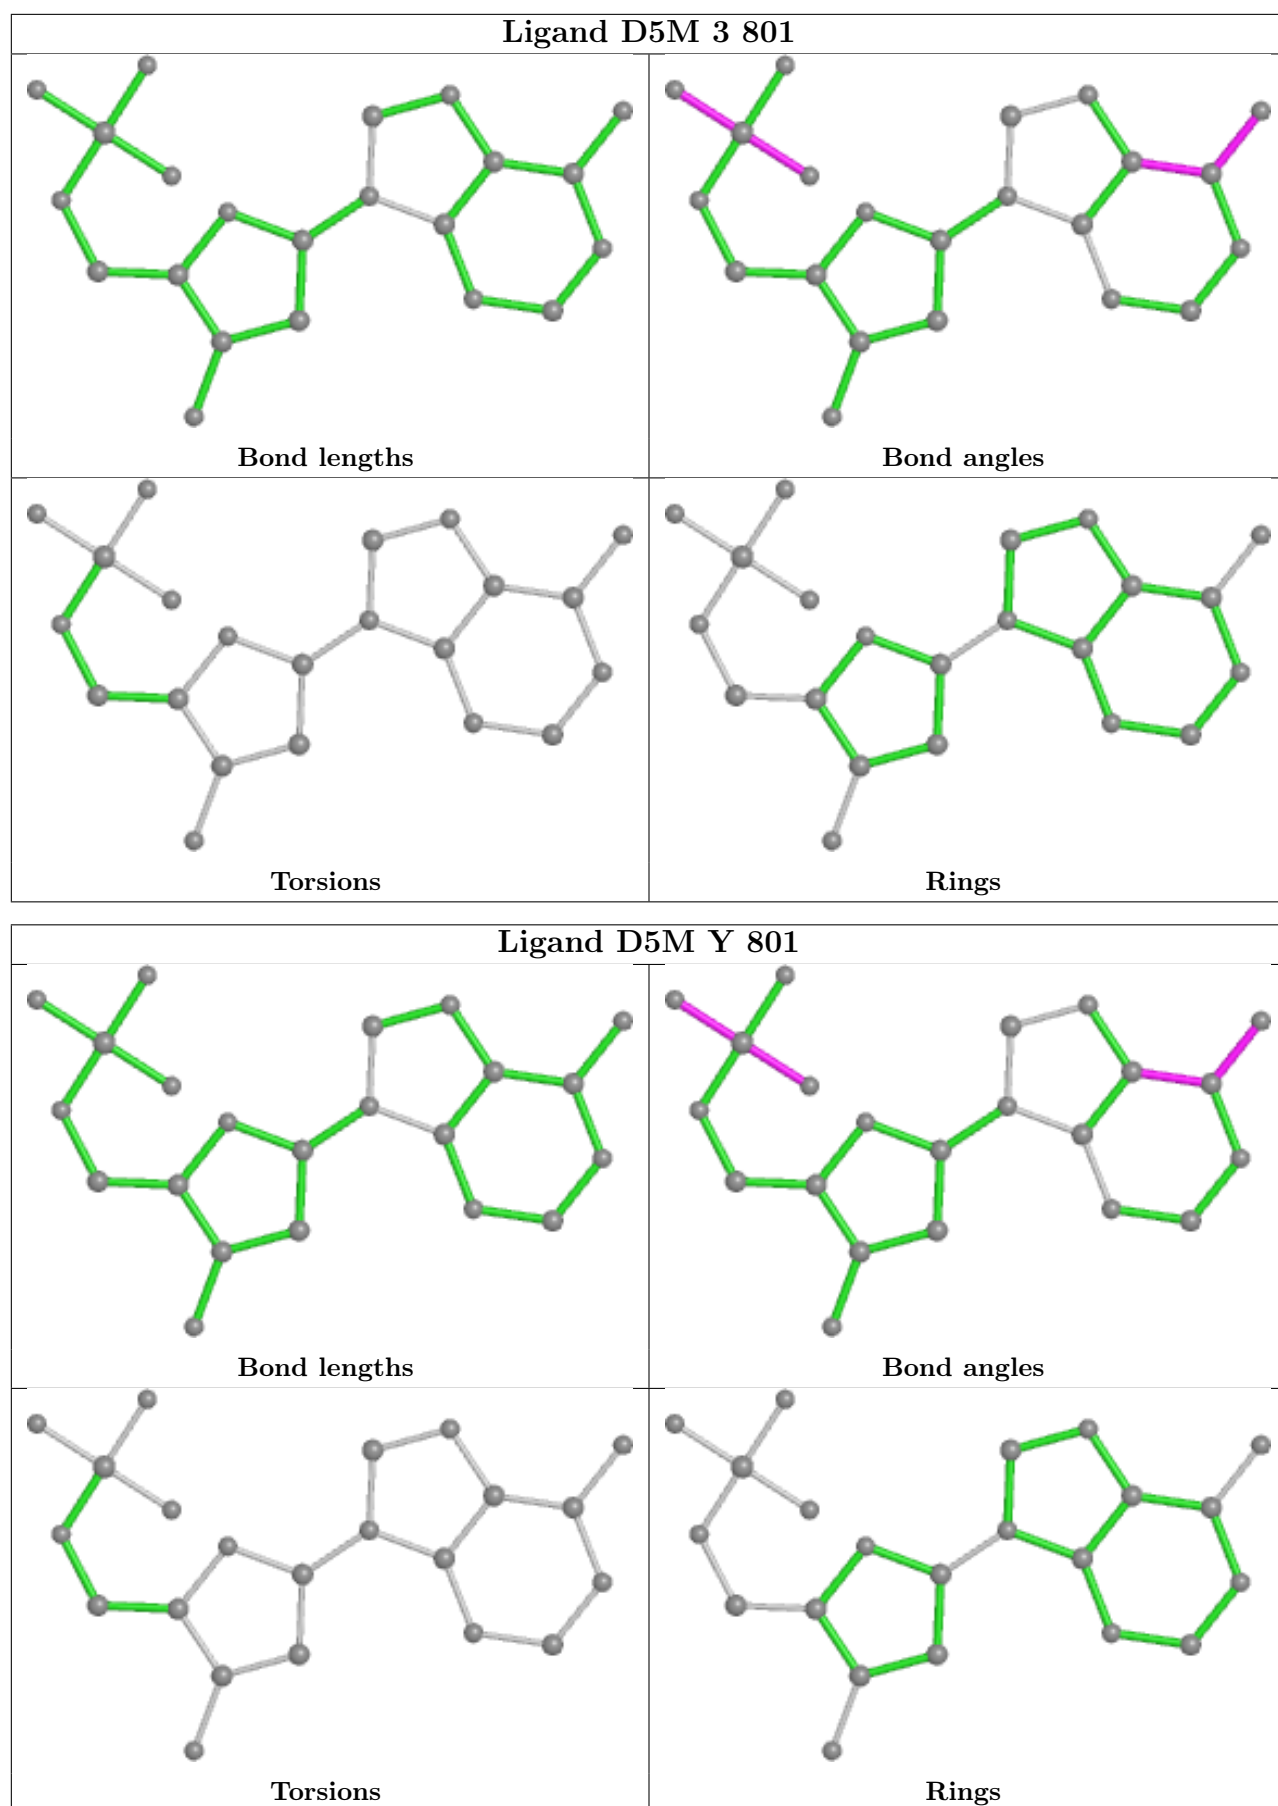 Ligand D5M 3 801
Bond lengths
Bond angles
Torsions
Rings
Ligand D5M Y 801
Bond lengths
Bond angles
Torsions
Rings